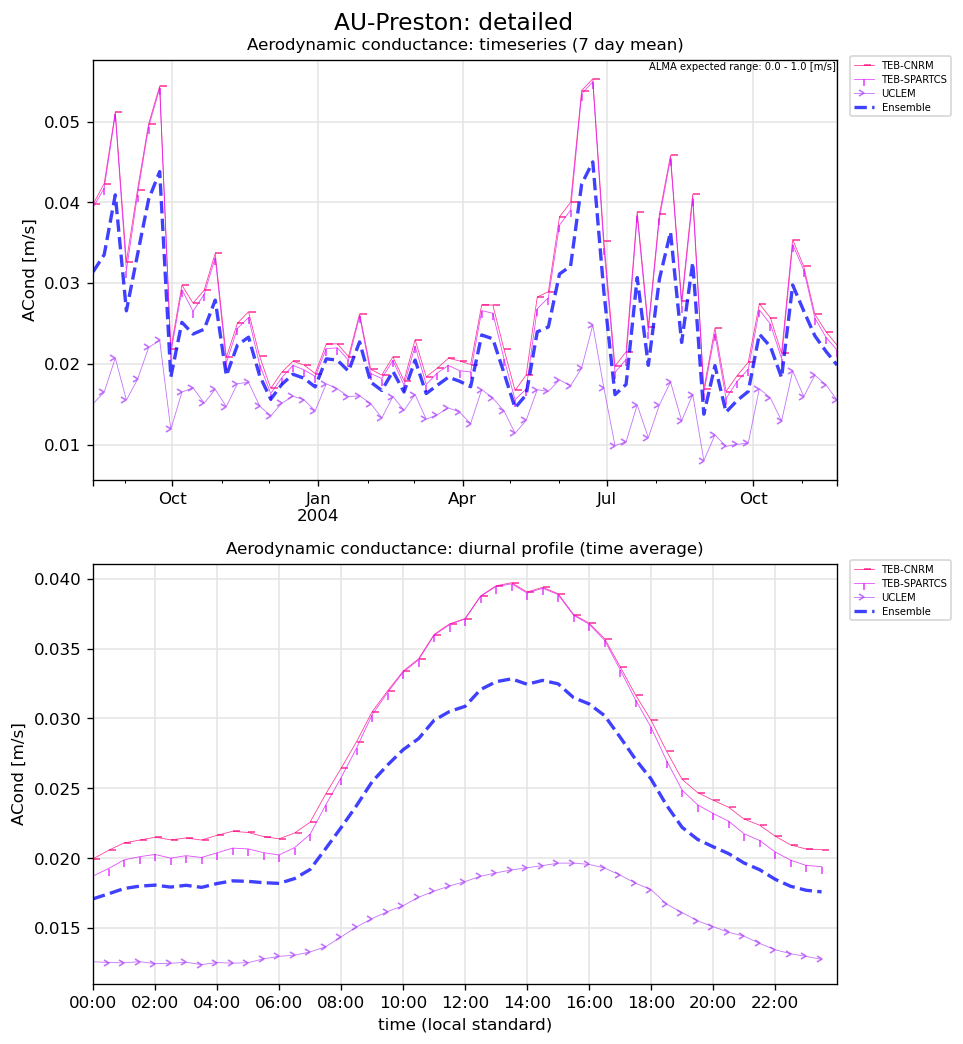 AU-Preston: detailed
Aerodynamic conductance: timeseries (7 day mean)
ALMA expected range: 0.0 - 1.0 [m/s]
TEB-CNRM
TEB-SPARTCS
UCLEM
Ensemble
ACond [m/s]
0.05
0.04
0.03
0.02
0.01
Oct
Jan
2004
Apr
Jul
Oct
Aerodynamic conductance: diurnal profile (time average)
TEB-CNRM
TEB-SPARTCS
UCLEM
Ensemble
ACond [m/s]
0.040
0.035
0.030
0.025
0.020
0.015
00:00 02:00 04:00 06:00 08:00 10:00 12:00 14:00 16:00 18:00 20:00 22:00
time (local standard)